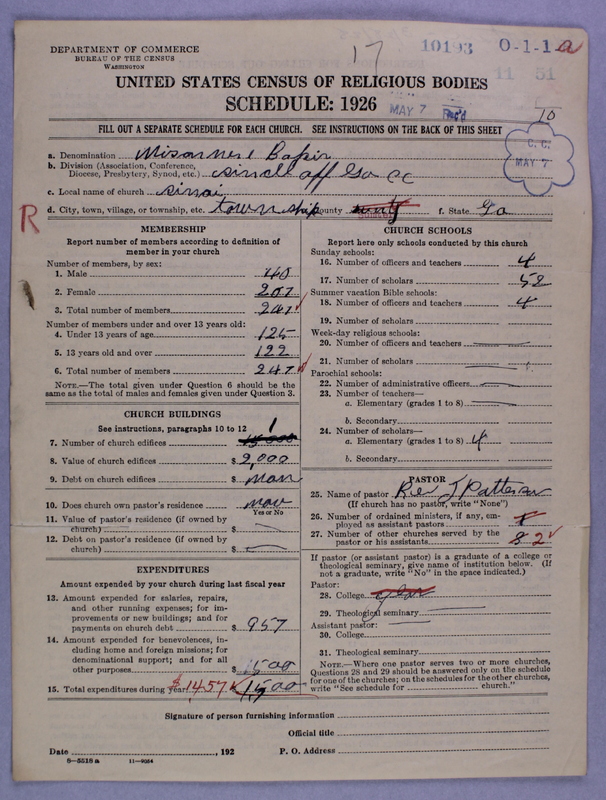 DEPARTMENT OF COMMERCE
BUREAU OF THE CENSUS
WASHINGTON
17
10193 0-1-1 a
11 51
UNITED STATES CENSUS OF RELIGIOUS BODIES
SCHEDULE: 1926
MAY 7 Rec'd
10
FILL OUT A SEPARATE SCHEDULE FOR EACH CHURCH. SEE INSTRUCTIONS ON THE BACK OF THIS SHEET
C. C.
MAY 7
a. Denomination
b. Division (Association, Conference,
Diocese, Presbytery, Synod, etc.)
c. Local name of church sinai
R
d. City, town, village, or township, etc. township County f. State Ga
MEMBERSHIP
Report number of members according to definition of
member in your church
Number of members, by sex:
1. Male 40
2. Female 207
3. Total number of members 247
Number of members under and over 13 years old:
4. Under 13 years of age 125
5. 13 years old and over 122
6. Total number of members 247
NOTE.—The total given under Question 6 should be the
same as the total of males and females given under Question 3.
CHURCH BUILDINGS
See instructions, paragraphs 10 to 12
7. Number of church edifices 1
8. Value of church edifices $ 2,000
9. Debt on church edifices $
10. Does church own pastor's residence
Yes or No
11. Value of pastor's residence (if owned by
church) $
12. Debt on pastor's residence (if owned by
church) $
EXPENDITURES
Amount expended by your church during last fiscal year
13. Amount expended for salaries, repairs,
and other running expenses; for im-
provements or new buildings; and for
payments on church debt $ 957
14. Amount expended for benevolences, in-
cluding home and foreign missions; for
denominational support; and for all
other purposes $
15. Total expenditures during year $1457
CHURCH SCHOOLS
Report here only schools conducted by this church
Sunday schools:
16. Number of officers and teachers 4
17. Number of scholars 52
Summer vacation Bible schools:
18. Number of officers and teachers 4
19. Number of scholars
Week-day religious schools:
20. Number of officers and teachers
21. Number of scholars
Parochial schools:
22. Number of administrative officers
23. Number of teachers—
a. Elementary (grades 1 to 8)
b. Secondary
24. Number of scholars—
a. Elementary (grades 1 to 8) 4
b. Secondary
PASTOR
25. Name of pastor Rev J Patterson
(If church has no pastor, write "None")
26. Number of ordained ministers, if any, em-
ployed as assistant pastors
27. Number of other churches served by the
pastor or his assistants 2
If pastor (or assistant pastor) is a graduate of a college or
theological seminary, give name of institution below. (If
not a graduate, write "No" in the space indicated.)
Pastor:
28. College
29. Theological seminary
Assistant pastor:
30. College
31. Theological seminary
NOTE.—Where one pastor serves two or more churches,
Questions 28 and 29 should be answered only on the schedule
for one of the churches; on the schedules for the other churches,
write "See schedule for church."
Signature of person furnishing information
Official title
Date , 192 P. O. Address
8-5518 a 11-9054